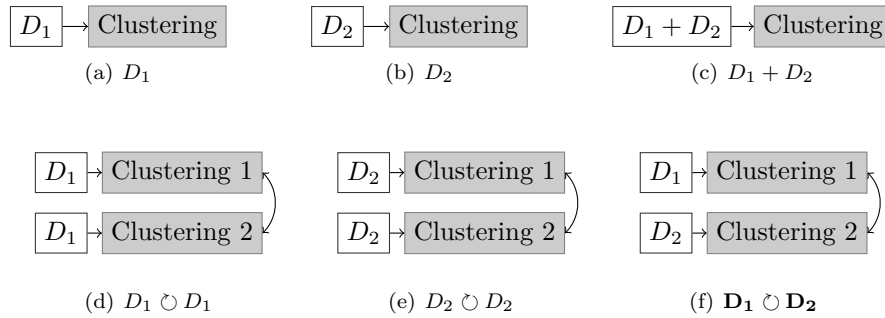 D₁ Clustering D₂ Clustering D₁ + D₂ Clustering
(a) D₁ (b) D₂ (c) D₁ + D₂
D₁ Clustering 1 D₂ Clustering 1 D₁ Clustering 1
D₁ Clustering 2 D₂ Clustering 2 D₂ Clustering 2
(d) D₁ ↻ D₁ (e) D₂ ↻ D₂ (f) D₁ ↻ D₂